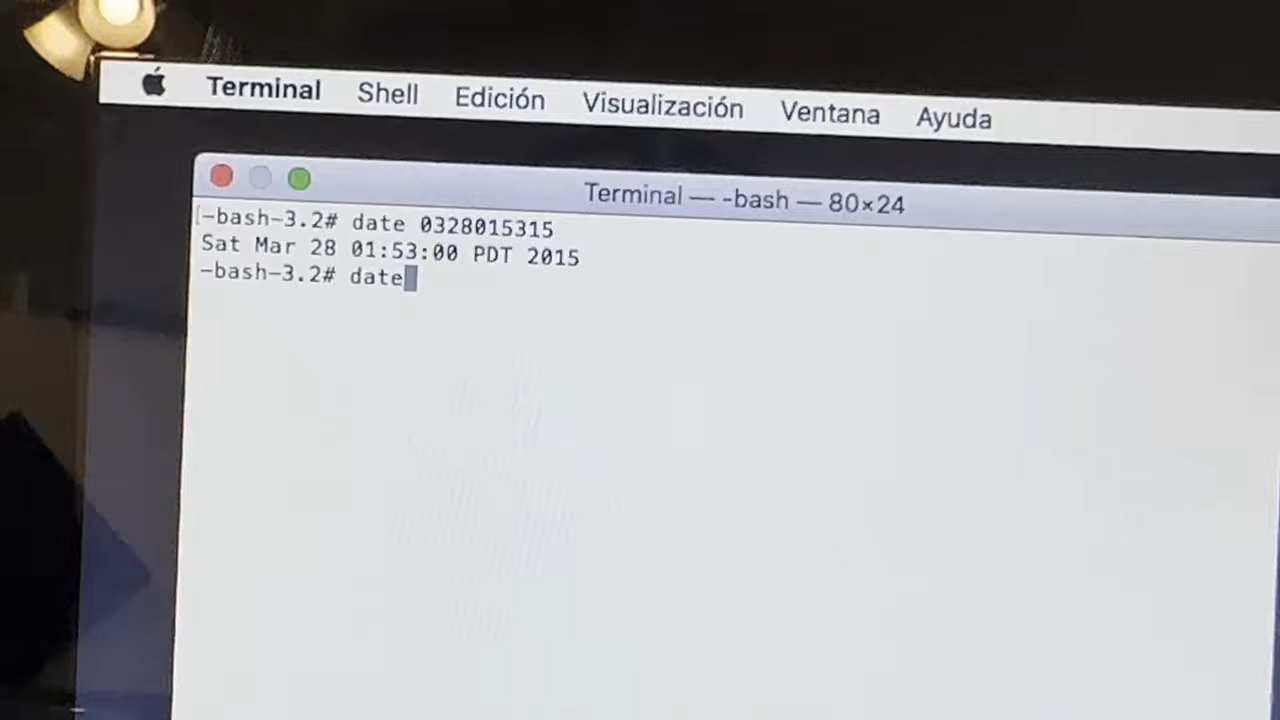 Terminal Shell Edición Visualización Ventana Ayuda
Terminal — -bash — 80×24
-bash-3.2# date 0328015315
Sat Mar 28 01:53:00 PDT 2015
-bash-3.2# date